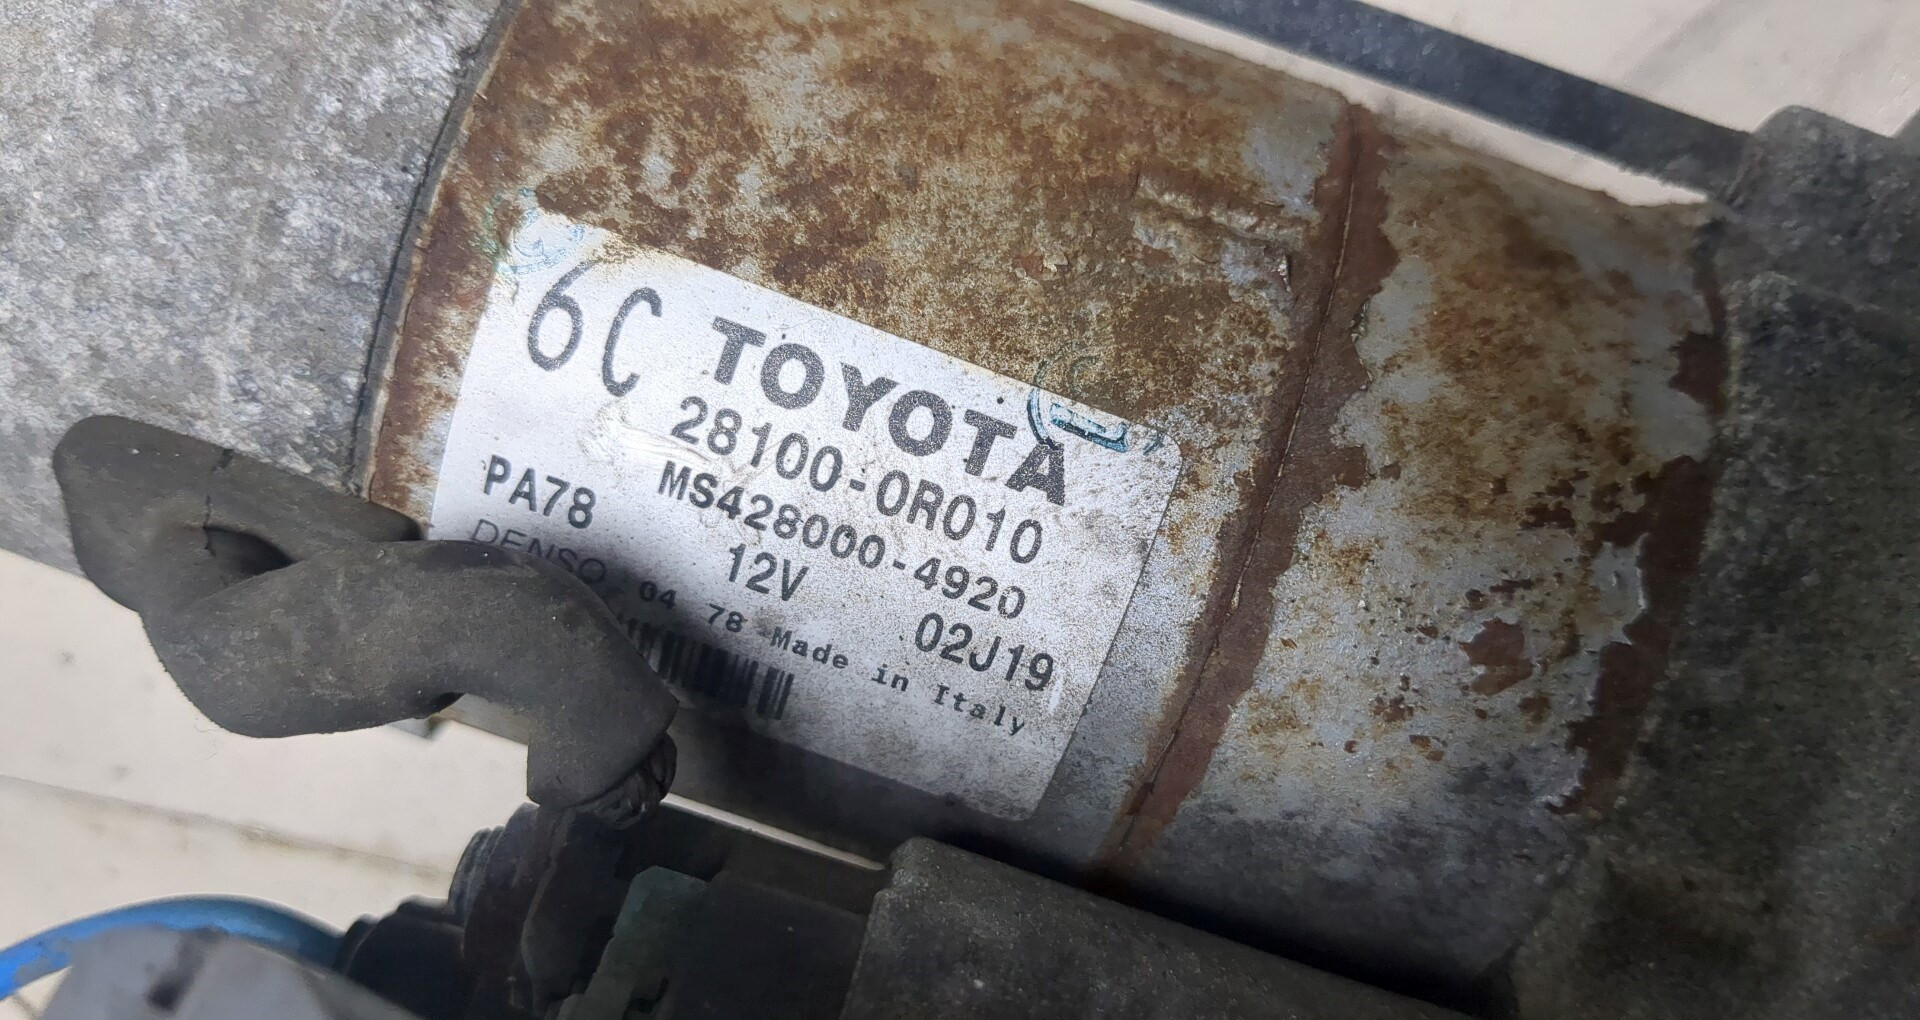 6C TOYOTA
28100-0R010
MS428000-4920
PA78 12V 02J19
DENSO 04 78 Made in Italy